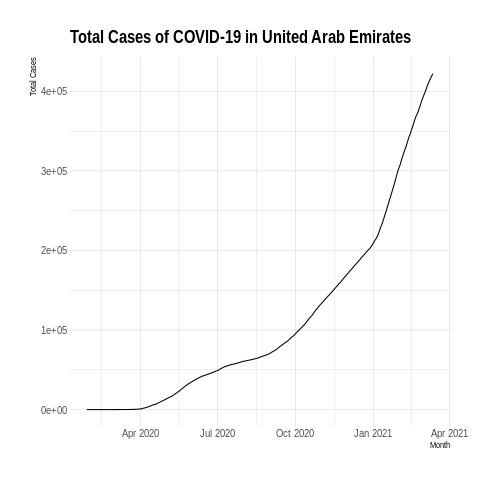 Total Cases of COVID-19 in United Arab Emirates
Total Cases
4e+05
3e+05
2e+05
1e+05
0e+00
Apr 2020 Jul 2020 Oct 2020 Jan 2021 Apr 2021
Month